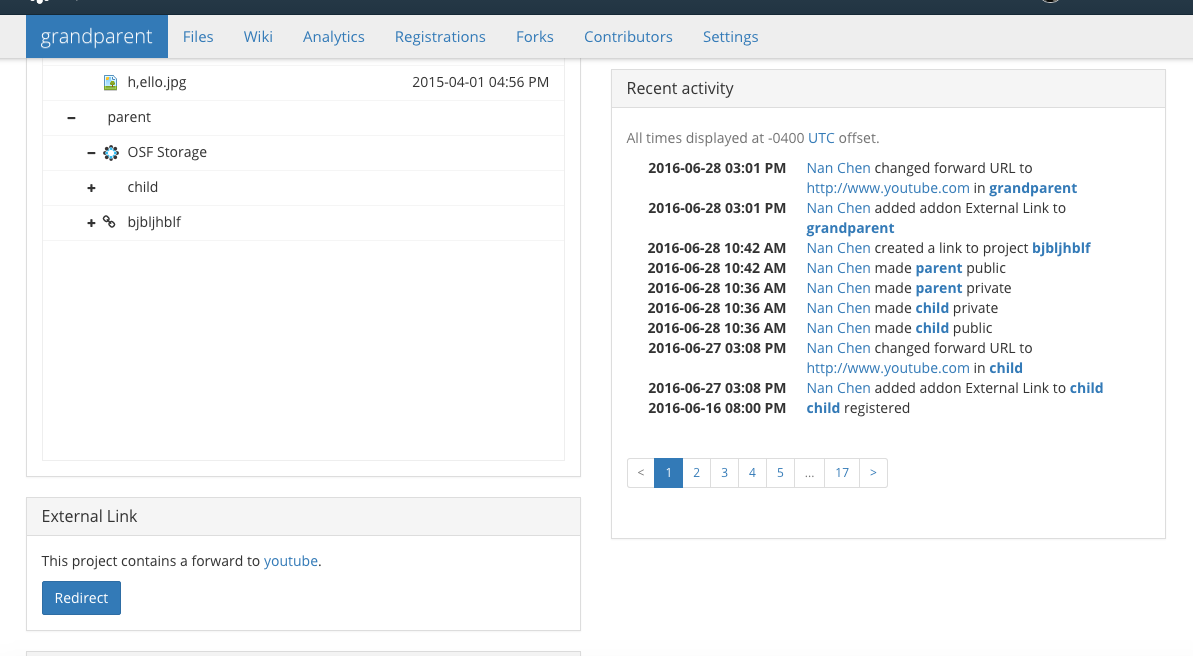 grandparent Files Wiki Analytics Registrations Forks Contributors Settings
h,ello.jpg 2015-04-01 04:56 PM
– parent
– OSF Storage
+ child
+ bjbljhblf
External Link
This project contains a forward to youtube.
Redirect
Recent activity
All times displayed at -0400 UTC offset.
2016-06-28 03:01 PM Nan Chen changed forward URL to
http://www.youtube.com in grandparent
2016-06-28 03:01 PM Nan Chen added addon External Link to
grandparent
2016-06-28 10:42 AM Nan Chen created a link to project bjbljhblf
2016-06-28 10:42 AM Nan Chen made parent public
2016-06-28 10:36 AM Nan Chen made parent private
2016-06-28 10:36 AM Nan Chen made child private
2016-06-28 10:36 AM Nan Chen made child public
2016-06-27 03:08 PM Nan Chen changed forward URL to
http://www.youtube.com in child
2016-06-27 03:08 PM Nan Chen added addon External Link to child
2016-06-16 08:00 PM child registered
< 1 2 3 4 5 ... 17 >